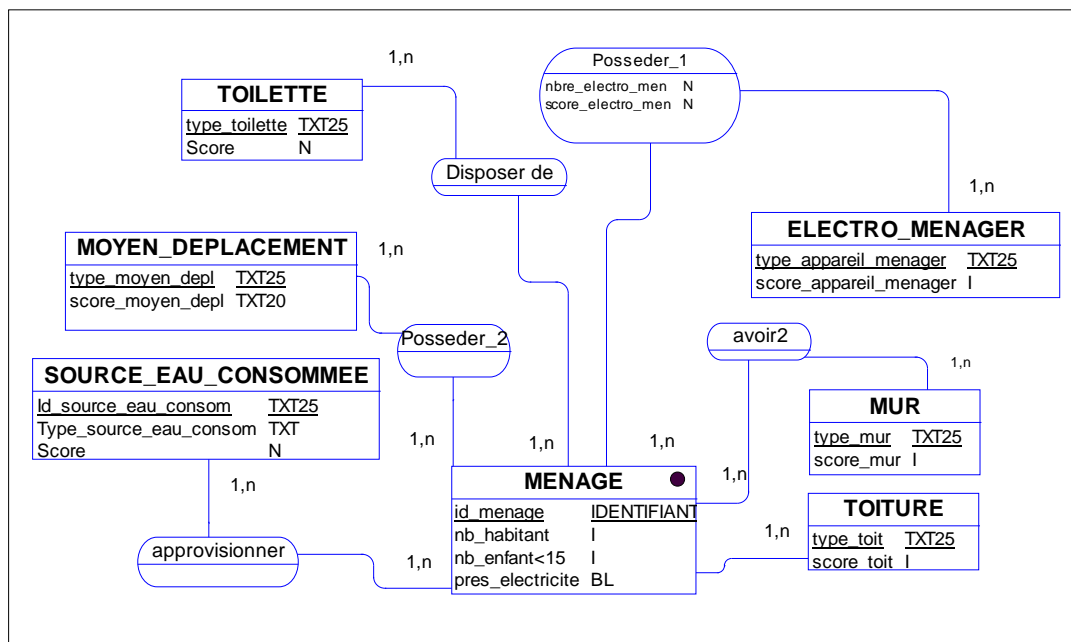 1,n
Posseder_1
nbre_electro_men N
score_electro_men N
TOILETTE
type_toilette TXT25
Score N
Disposer de
1,n
ELECTRO_MENAGER
type_appareil_menager TXT25
score_appareil_menager I
MOYEN_DEPLACEMENT
type_moyen_depl TXT25
score_moyen_depl TXT20
1,n
Posseder_2
avoir2
1,n
SOURCE_EAU_CONSOMMEE
Id_source_eau_consom TXT25
Type_source_eau_consom TXT
Score N
MUR
type_mur TXT25
score_mur I
1,n
1,n
1,n
1,n
1,n
1,n
MENAGE
id_menage IDENTIFIANT
nb_habitant I
nb_enfant<15 I
pres_electricite BL
TOITURE
type_toit TXT25
score_toit I
1,n
approvisionner
1,n